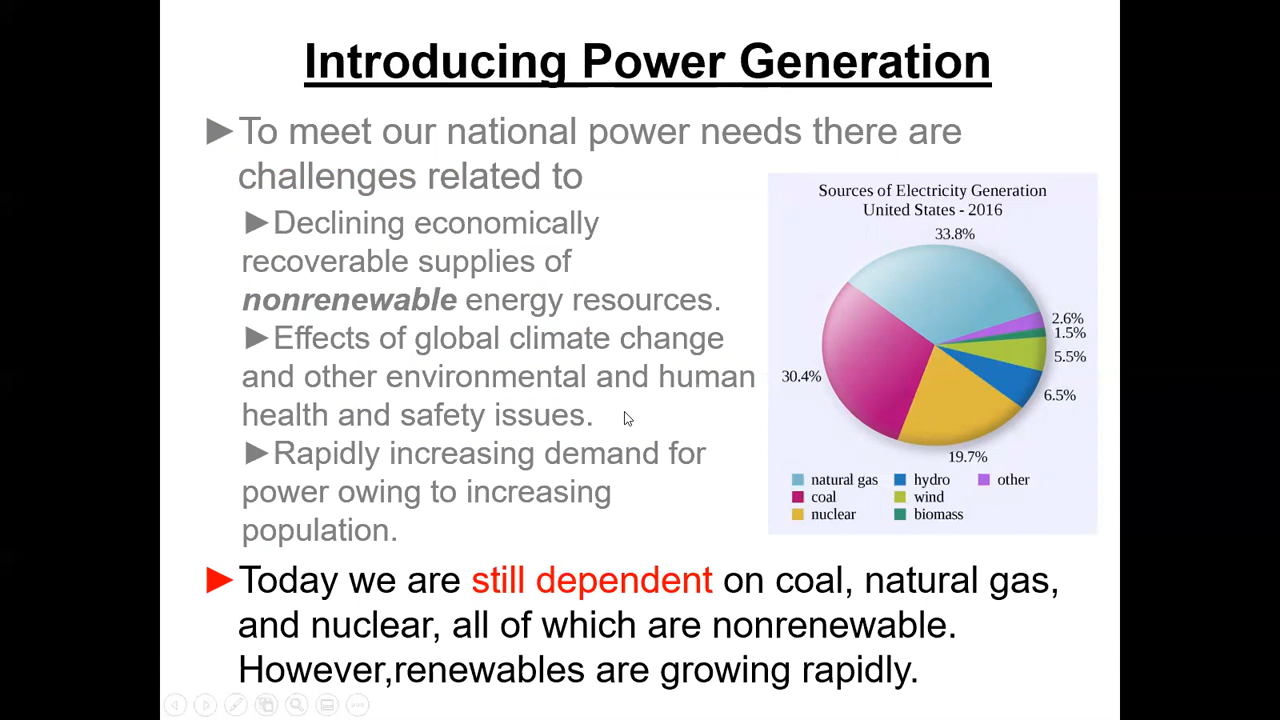 Introducing Power Generation
►To meet our national power needs there are
challenges related to
►Declining economically
recoverable supplies of
nonrenewable energy resources.
►Effects of global climate change
and other environmental and human
health and safety issues.
►Rapidly increasing demand for
power owing to increasing
population.
Sources of Electricity Generation
United States - 2016
33.8%
2.6%
1.5%
5.5%
6.5%
30.4%
19.7%
natural gas hydro other
coal wind
nuclear biomass
►Today we are still dependent on coal, natural gas,
and nuclear, all of which are nonrenewable.
However,renewables are growing rapidly.